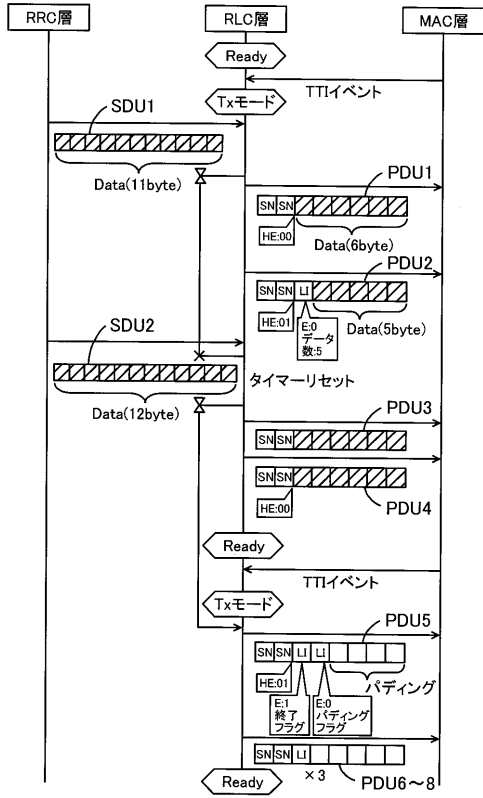 RRC層
RLC層
MAC層
Ready
TTIイベント
Txモード
SDU1
Data(11byte)
PDU1
SN SN
HE:00
Data(6byte)
PDU2
SN SN LI
HE:01
E:0
データ
数:5
Data(5byte)
SDU2
タイマーリセット
Data(12byte)
PDU3
SN SN
SN SN
HE:00
PDU4
Ready
TTIイベント
Txモード
PDU5
SN SN LI LI
HE:01
パディング
E:1
終了
フラグ
E:0
パディング
フラグ
SN SN LI
×3
PDU6～8
Ready